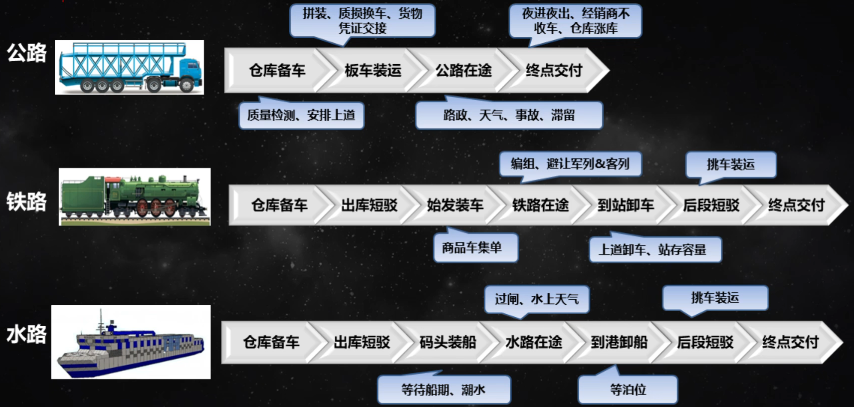 拼装、质损换车、货物
凭证交接
夜进夜出、经销商不
收车、仓库涨库
公路
仓库备车
板车装运
公路在途
终点交付
质量检测、安排上道
路政、天气、事故、滞留
编组、避让军列&客列
挑车装运
铁路
仓库备车
出库短驳
始发装车
铁路在途
到站卸车
后段短驳
终点交付
商品车集单
上道卸车、站存容量
过闸、水上天气
挑车装运
水路
仓库备车
出库短驳
码头装船
水路在途
到港卸船
后段短驳
终点交付
等待船期、潮水
等泊位